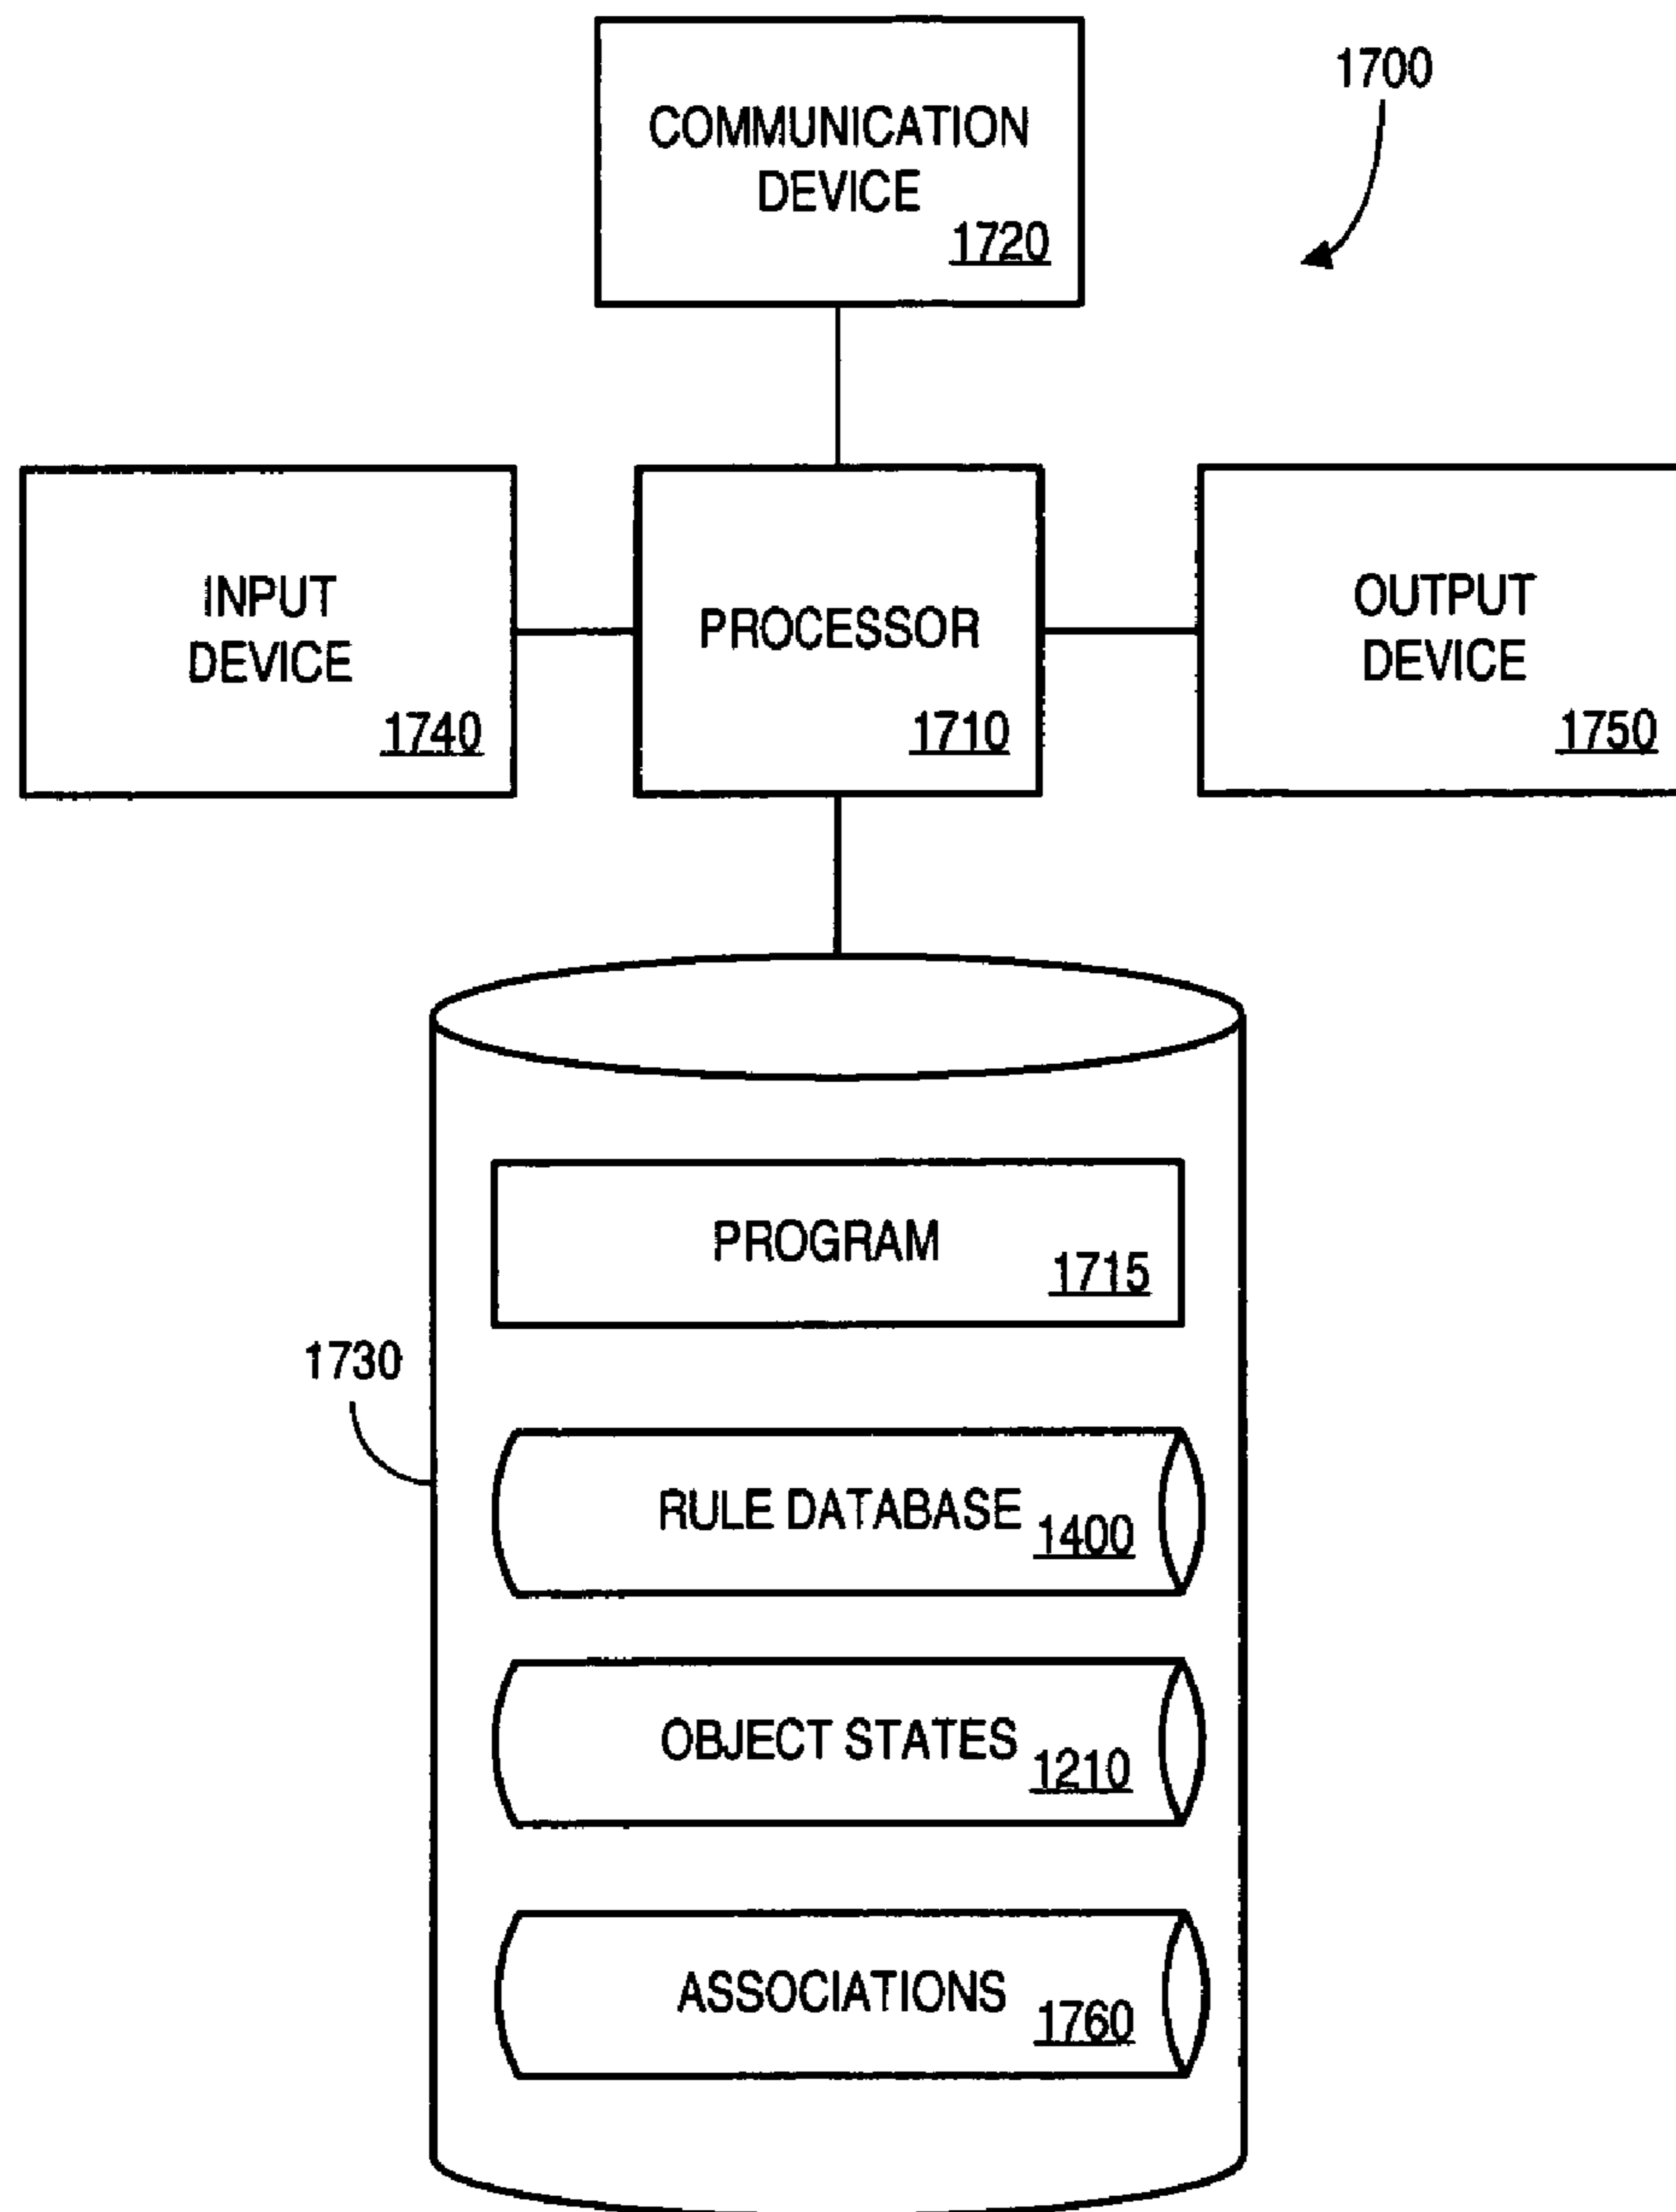 COMMUNICATION
DEVICE
1720
1700
INPUT
DEVICE
1740
PROCESSOR
1710
OUTPUT
DEVICE
1750
PROGRAM
1715
1730
RULE DATABASE
1400
OBJECT STATES
1210
ASSOCIATIONS
1760